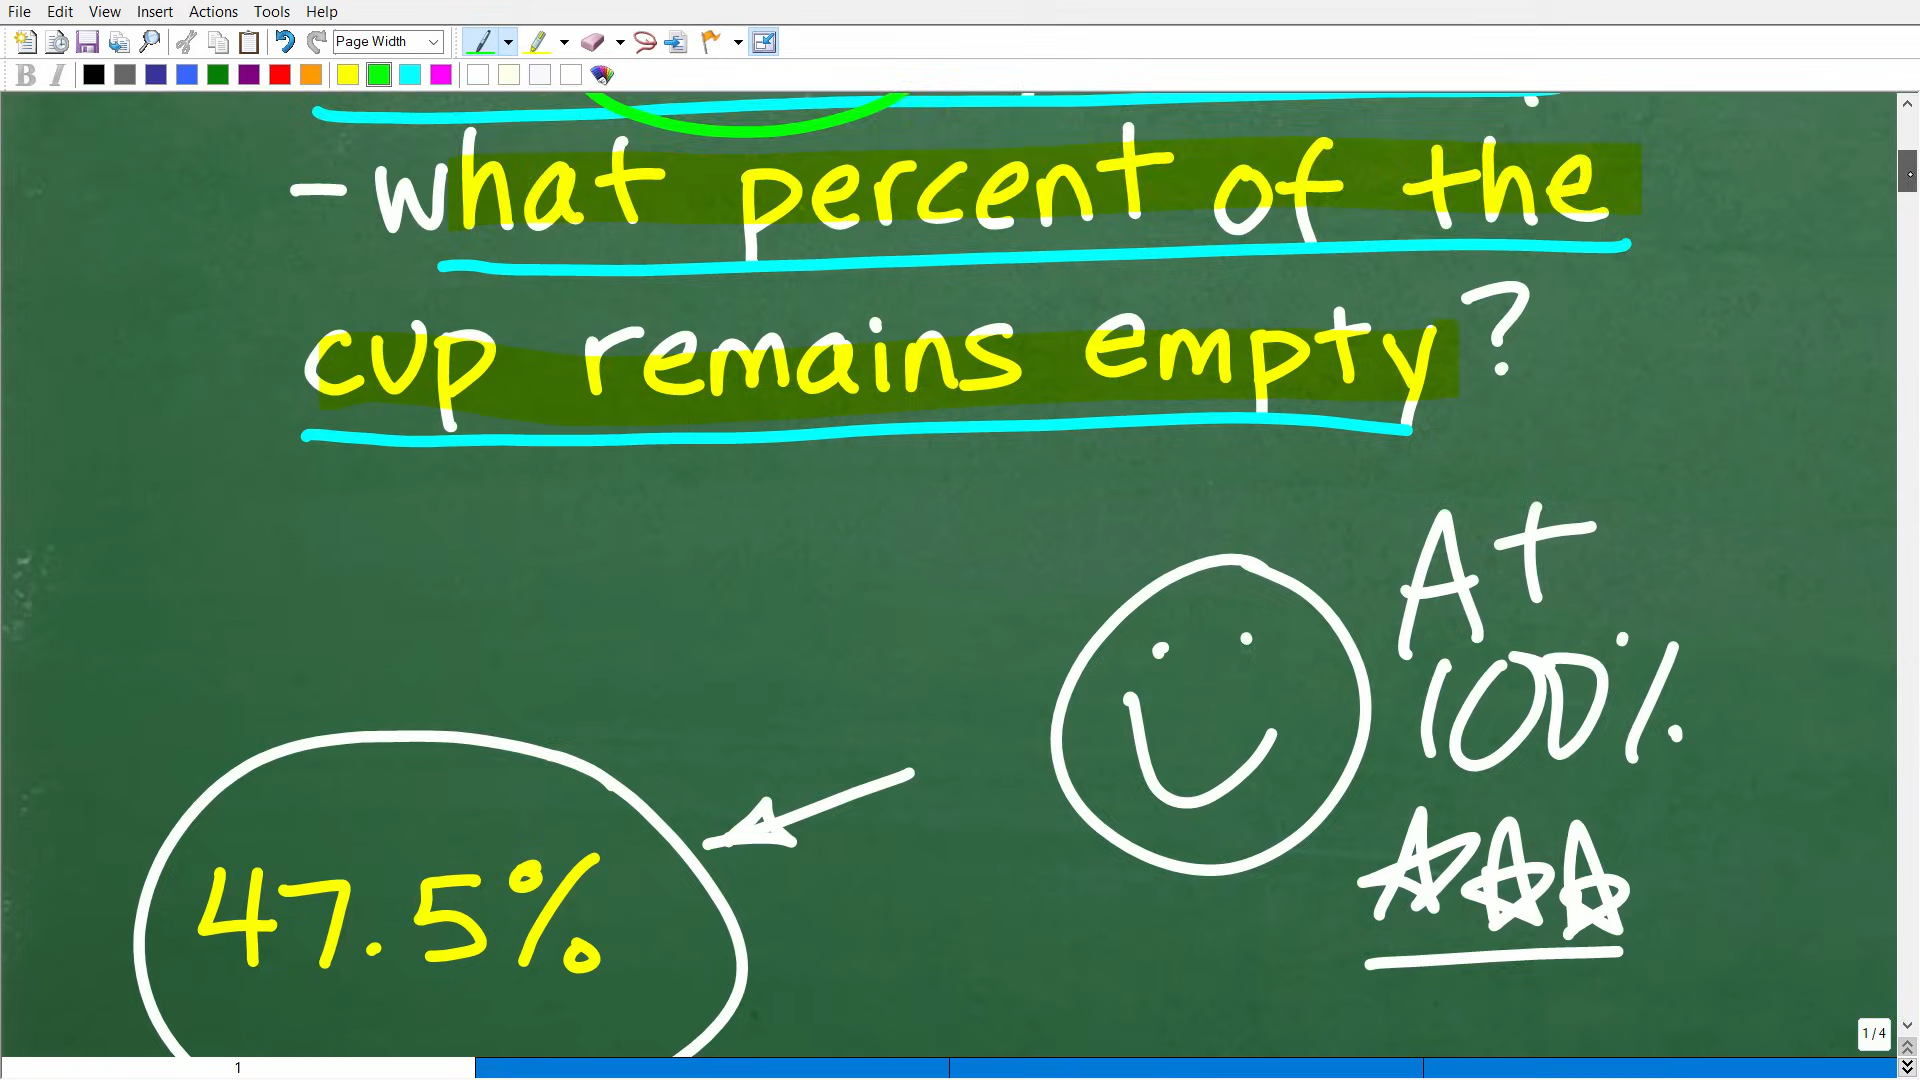 File Edit View Insert Actions Tools Help
Page Width
B I
- what percent of the
cup remains empty?
A+
100%
47.5%
1 / 4
1